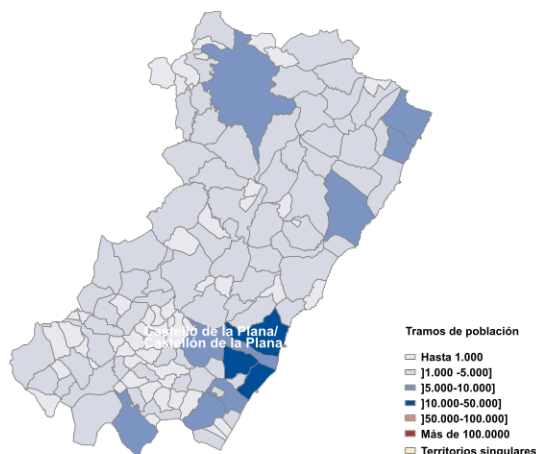 Castelló de la Plana/
Castellón de la Plana
Tramos de población
Hasta 1.000
]1.000 -5.000]
]5.000-10.000]
]10.000-50.000]
]50.000-100.000]
Más de 100.0000
Territorios singulares